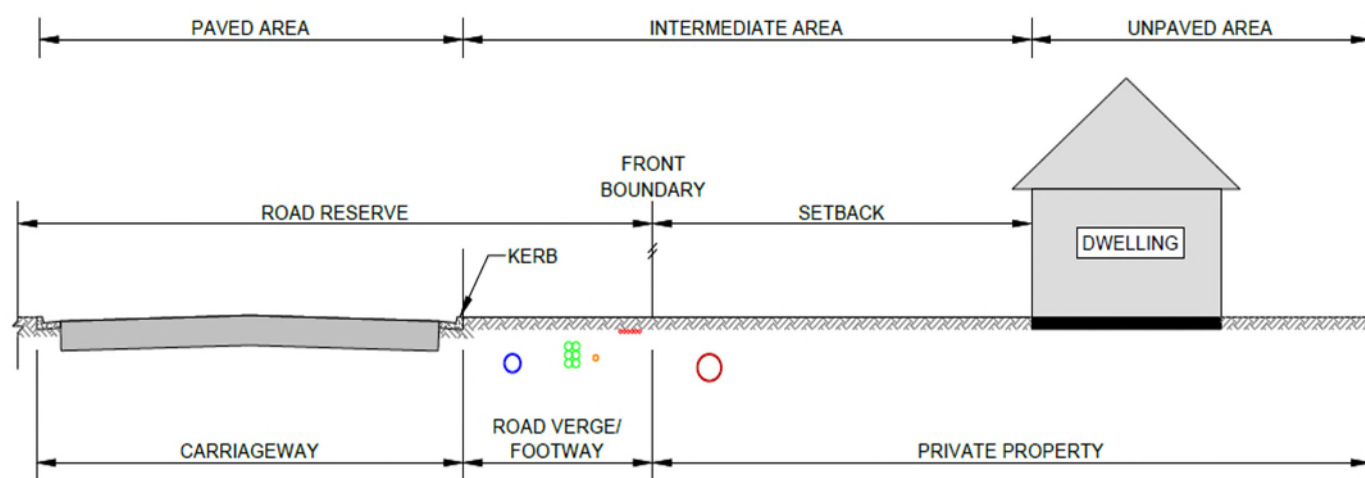 PAVED AREA
INTERMEDIATE AREA
UNPAVED AREA
FRONT
BOUNDARY
ROAD RESERVE
SETBACK
KERB
DWELLING
ROAD VERGE/
FOOTWAY
CARRIAGEWAY
PRIVATE PROPERTY